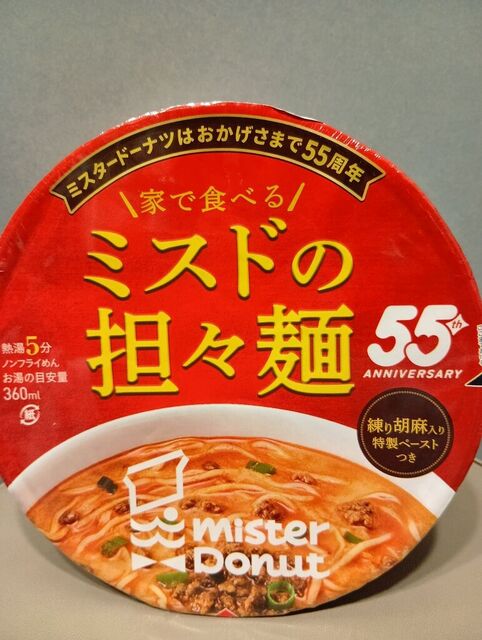 ミスタードーナツはおかげさまで55周年
家で食べる
ミスドの
担々麺
熱湯5分
ノンフライめん
お湯の目安量
360ml
紙
55th
ANNIVERSARY
練り胡麻入り
特製ペースト
つき
mister
Donut